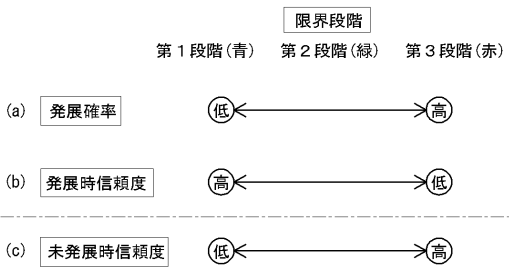 限界段階
第1段階(青) 第2段階(緑) 第3段階(赤)
(a) 発展確率 低 高
(b) 発展時信頼度 高 低
(c) 未発展時信頼度 低 高